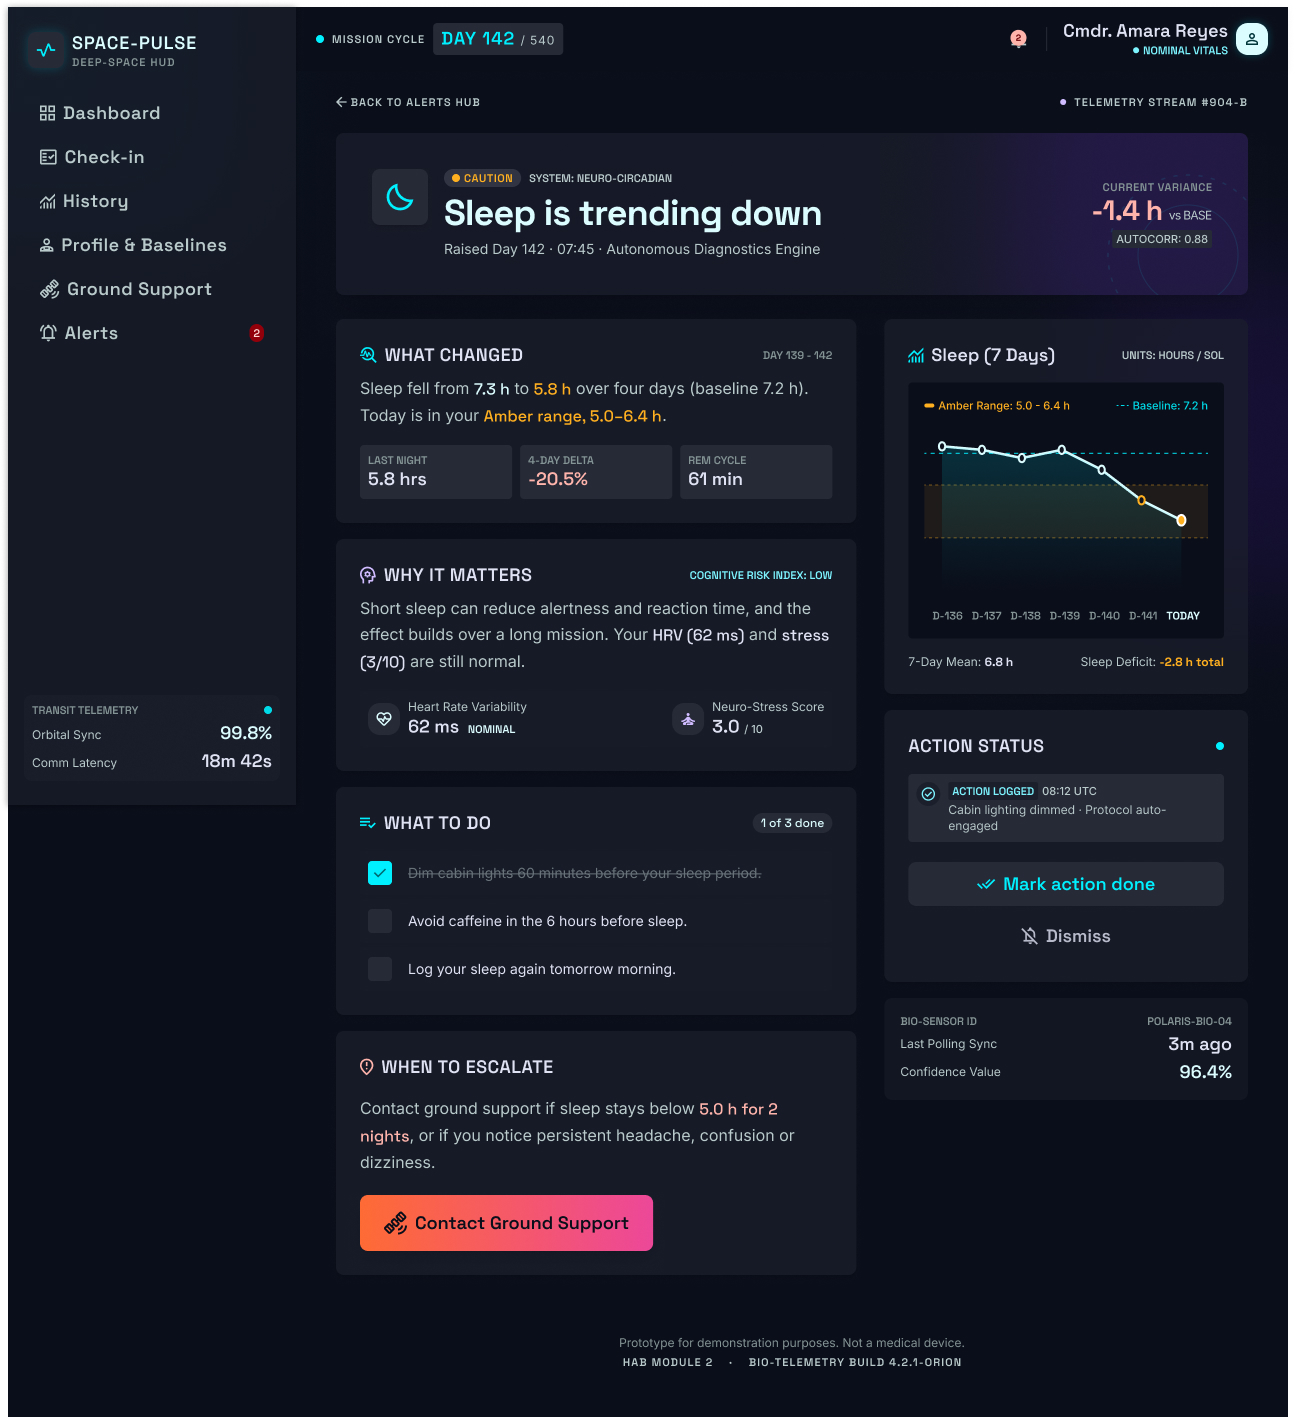 SPACE-PULSE
DEEP-SPACE HUD
Dashboard
Check-in
History
Profile & Baselines
Ground Support
Alerts
2
TRANSIT TELEMETRY
Orbital Sync 99.8%
Comm Latency 18m 42s
MISSION CYCLE DAY 142 / 540
2
Cmdr. Amara Reyes
NOMINAL VITALS
BACK TO ALERTS HUB
TELEMETRY STREAM #904-B
CAUTION SYSTEM: NEURO-CIRCADIAN
Sleep is trending down
Raised Day 142 · 07:45 · Autonomous Diagnostics Engine
CURRENT VARIANCE
-1.4 h vs BASE
AUTOCORR: 0.88
WHAT CHANGED
DAY 139 - 142
Sleep fell from 7.3 h to 5.8 h over four days (baseline 7.2 h).
Today is in your Amber range, 5.0–6.4 h.
LAST NIGHT
5.8 hrs
4-DAY DELTA
-20.5%
REM CYCLE
61 min
WHY IT MATTERS
COGNITIVE RISK INDEX: LOW
Short sleep can reduce alertness and reaction time, and the
effect builds over a long mission. Your HRV (62 ms) and stress
(3/10) are still normal.
Heart Rate Variability
62 ms NOMINAL
Neuro-Stress Score
3.0 / 10
WHAT TO DO
1 of 3 done
Dim cabin lights 60 minutes before your sleep period.
Avoid caffeine in the 6 hours before sleep.
Log your sleep again tomorrow morning.
WHEN TO ESCALATE
Contact ground support if sleep stays below 5.0 h for 2
nights, or if you notice persistent headache, confusion or
dizziness.
Contact Ground Support
Sleep (7 Days)
UNITS: HOURS / SOL
Amber Range: 5.0 - 6.4 h
Baseline: 7.2 h
D-136 D-137 D-138 D-139 D-140 D-141 TODAY
7-Day Mean: 6.8 h
Sleep Deficit: -2.8 h total
ACTION STATUS
ACTION LOGGED 08:12 UTC
Cabin lighting dimmed · Protocol auto-
engaged
Mark action done
Dismiss
BIO-SENSOR ID POLARIS-BIO-04
Last Polling Sync 3m ago
Confidence Value 96.4%
Prototype for demonstration purposes. Not a medical device.
HAB MODULE 2 · BIO-TELEMETRY BUILD 4.2.1-ORION